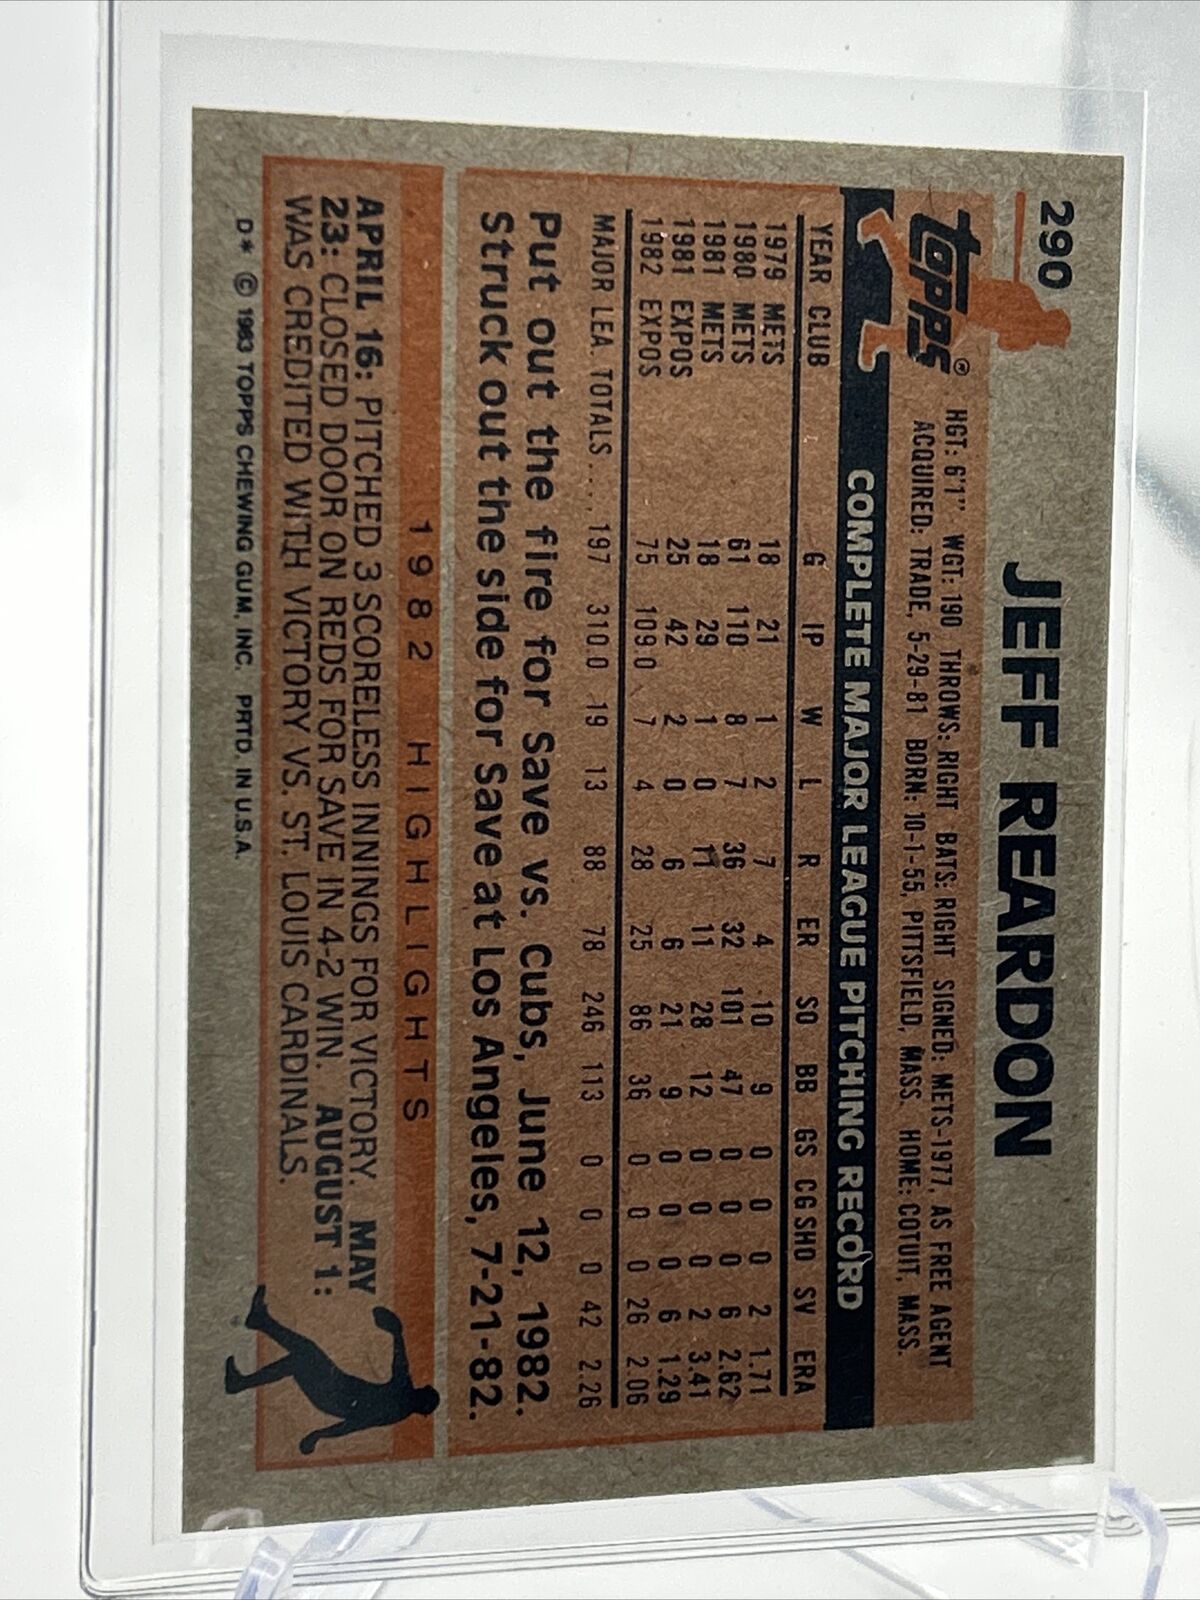 290
JEFF REARDON
TOPPS®
HGT: 6'1" WGT: 190 THROWS: RIGHT BATS: RIGHT SIGNED: METS-1977, AS FREE AGENT
ACQUIRED: TRADE, 5-29-81 BORN: 10-1-55, PITTSFIELD, MASS. HOME: COTUIT, MASS.
COMPLETE MAJOR LEAGUE PITCHING RECORD
YEAR CLUB G IP W L R ER SO BB GS CG SHO SV ERA
1979 METS 18 21 1 2 7 4 10 9 0 0 0 2 1.71
1980 METS 61 110 8 7 36 32 101 47 0 0 0 6 2.62
1981 METS 18 29 1 0 11 11 28 12 0 0 0 2 3.41
1981 EXPOS 25 42 2 0 6 6 21 9 0 0 0 6 1.29
1982 EXPOS 75 109.0 7 4 28 25 86 36 0 0 0 26 2.06
MAJOR LEA. TOTALS.... 197 310.0 19 13 88 78 246 113 0 0 0 42 2.26
Put out the fire for Save vs. Cubs, June 12, 1982.
Struck out the side for Save at Los Angeles, 7-21-82.
1982 HIGHLIGHTS
APRIL 16: PITCHED 3 SCORELESS INNINGS FOR VICTORY. MAY
23: CLOSED DOOR ON REDS FOR SAVE IN 4-2 WIN. AUGUST 1:
WAS CREDITED WITH VICTORY VS. ST. LOUIS CARDINALS.
D* © 1983 TOPPS CHEWING GUM, INC. PRTD. IN U.S.A.